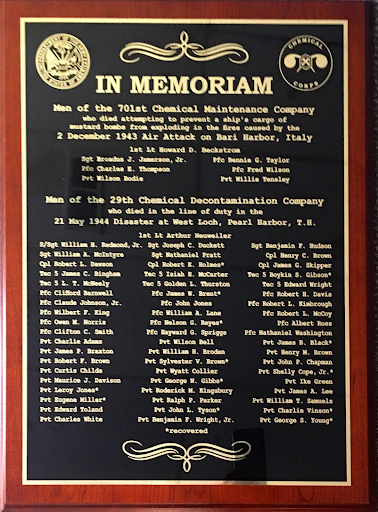 CHEMICAL
CORPS
IN MEMORIAM
Men of the 701st Chemical Maintenance Company
who died attempting to prevent a ship's cargo of
mustard bombs from exploding in the fires caused by the
2 December 1943 Air Attack on Bari Harbor, Italy
1st Lt Howard D. Beckstrom
Sgt Broadus J. Jamerson, Jr. Pfc Bennie G. Taylor
Pfc Charles E. Thompson Pfc Fred Wilson
Pvt Wilson Bodie Pvt Willie Tensley
Men of the 29th Chemical Decontamination Company
who died in the line of duty in the
21 May 1944 Disaster at West Loch, Pearl Harbor, T.H.
1st Lt Arthur Neuweiler
S/Sgt William H. Redmond, Jr. Sgt Joseph C. Duckett Sgt Benjamin F. Hudson
Sgt William A. McIntyre Sgt Nathaniel Pratt Cpl Henry C. Brown
Cpl Robert L. Dawson Cpl Robert E. Holmes* Cpl James G. Skipper
Tec 5 James C. Bingham Tec 5 Isiah H. McCarter Tec 5 Boykin S. Gibson*
Tec 5 L. T. McNeely Tec 5 Golden L. Thurston Tec 5 Edward Wright
Pfc Clifford Barnwell Pfc James W. Brent* Pfc Robert H. Davis
Pfc Claude Johnson, Jr. Pfc John Jones Pfc Robert L. Kimbrough
Pfc Wilbert F. King Pfc William A. Lane Pfc Robert L. McCoy
Pfc Owen M. Norris Pfc Nelson G. Reyes* Pfc Albert Ross
Pfc Clifton C. Smith Pfc Hayward G. Spriggs Pfc Nathaniel Washington
Pvt Charlie Adams Pvt Wilson Bell Pvt James B. Black*
Pvt James P. Braxton Pvt William H. Broden Pvt Henry M. Brown
Pvt Robert F. Brown Pvt Sylvester V. Brown* Pvt John P. Chapman
Pvt Curtis Childs Pvt Wyatt Collier Pvt Shelly Cope, Jr.*
Pvt Maurice J. Davison Pvt George N. Gibbs* Pvt Ike Green
Pvt Leroy Jones* Pvt Roderick M. Kingsbury Pvt James A. Lee
Pvt Eugene Miller* Pvt Ralph P. Parker Pvt William T. Samuels
Pvt Edward Toland Pvt John L. Tyson* Pvt Charlie Vinson*
Pvt Charles White Pvt Benjamin F. Wright, Jr. Pvt George S. Young*
*recovered